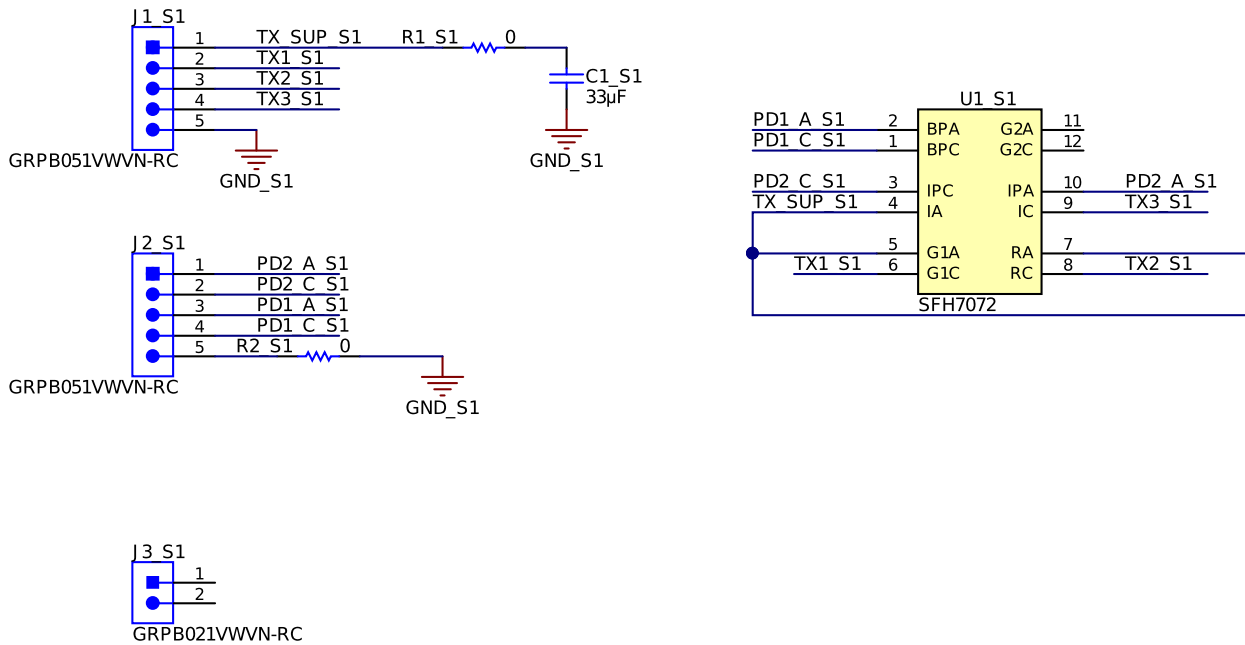 J1_S1
1 TX_SUP_S1 R1_S1 0
2 TX1_S1
3 TX2_S1
4 TX3_S1
5
GRPB051VWVN-RC
GND_S1
C1_S1
33µF
GND_S1
J2_S1
1 PD2_A_S1
2 PD2_C_S1
3 PD1_A_S1
4 PD1_C_S1
5 R2_S1 0
GRPB051VWVN-RC
GND_S1
J3_S1
1
2
GRPB021VWVN-RC
U1_S1
PD1_A_S1 2 BPA G2A 11
PD1_C_S1 1 BPC G2C 12
PD2_C_S1 3 IPC IPA 10 PD2_A_S1
TX_SUP_S1 4 IA IC 9 TX3_S1
5 G1A RA 7
TX1_S1 6 G1C RC 8 TX2_S1
SFH7072